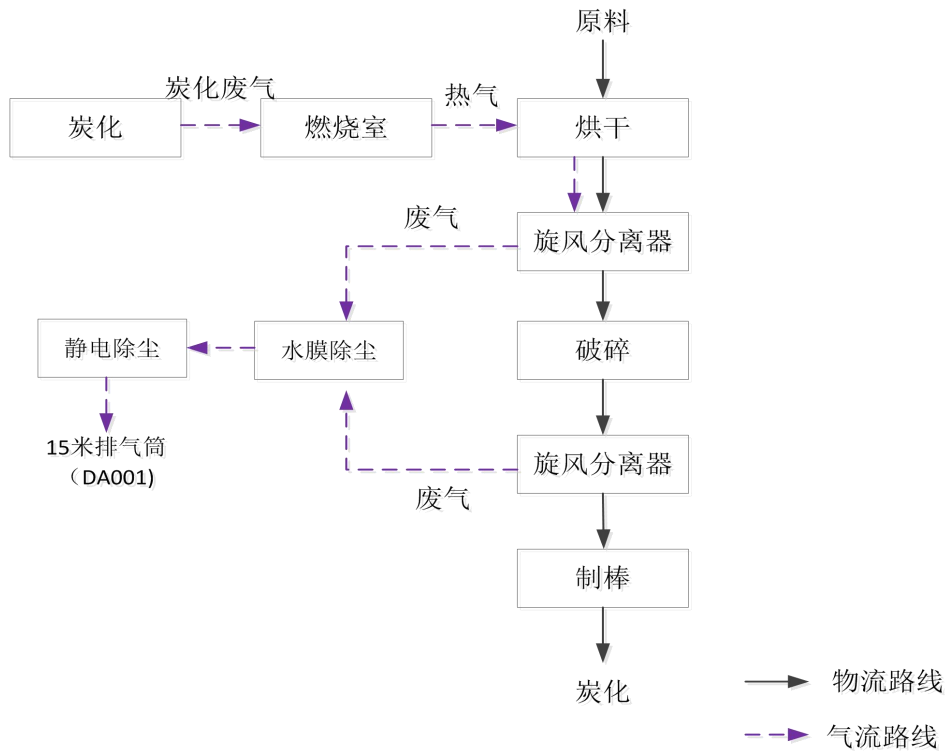 原料
炭化废气
热气
炭化
燃烧室
烘干
废气
旋风分离器
静电除尘
水膜除尘
破碎
15米排气筒
（DA001)
旋风分离器
废气
制棒
炭化
物流路线
气流路线